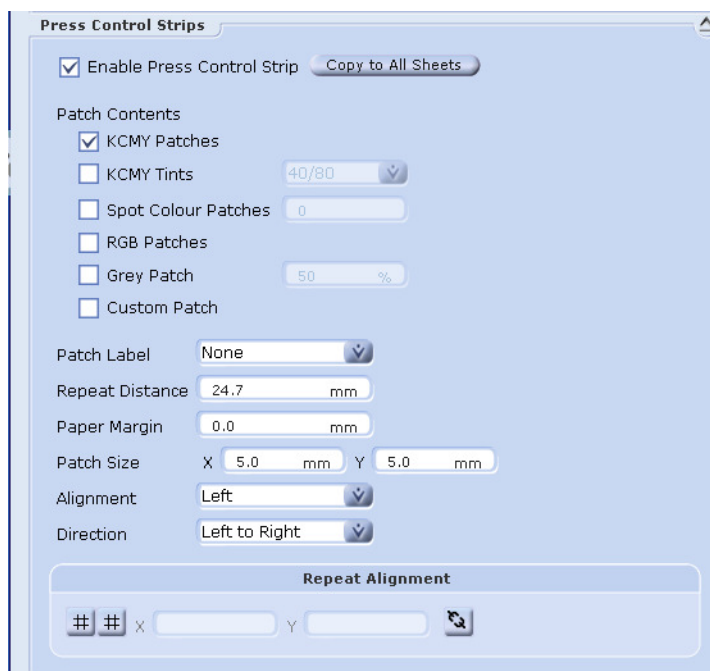 Press Control Strips
Enable Press Control Strip Copy to All Sheets
Patch Contents
KCMY Patches
KCMY Tints 40/80
Spot Colour Patches 0
RGB Patches
Grey Patch 50 %
Custom Patch
Patch Label None
Repeat Distance 24.7 mm
Paper Margin 0.0 mm
Patch Size X 5.0 mm Y 5.0 mm
Alignment Left
Direction Left to Right
Repeat Alignment
# # X Y